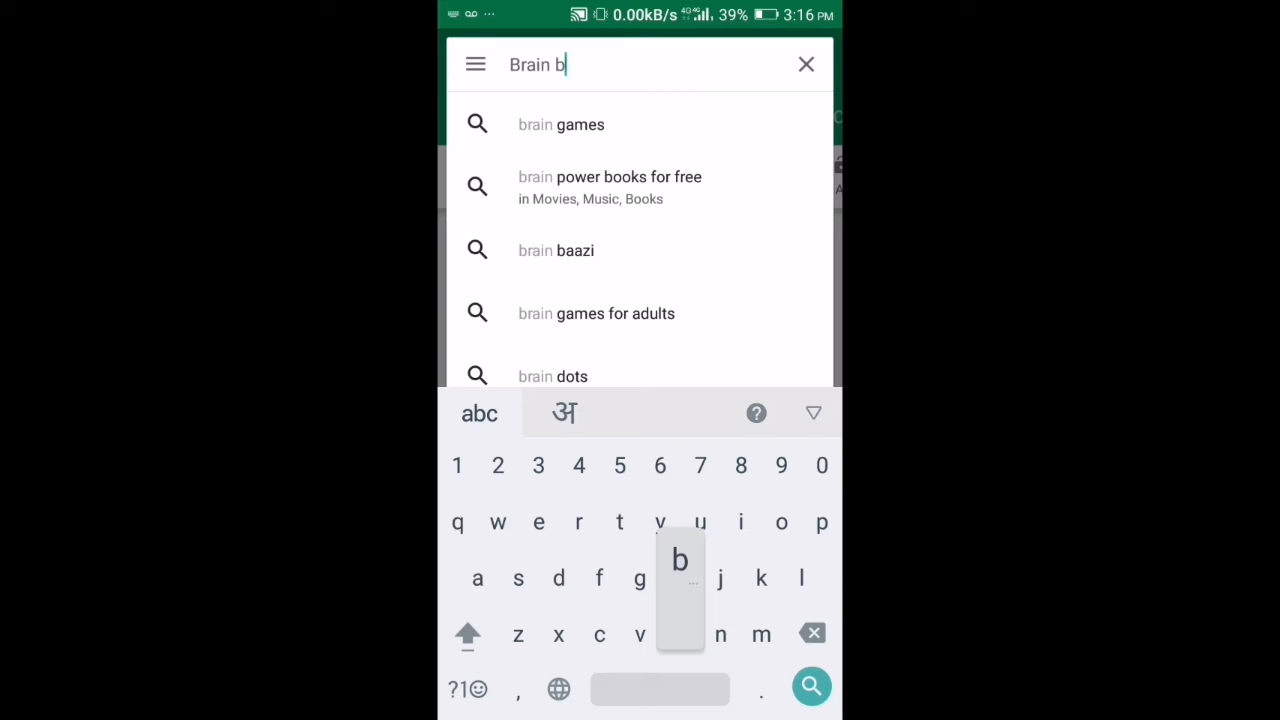 0.00kB/s 4G 4G 39% 3:16 PM
Brain b
brain games
brain power books for free
in Movies, Music, Books
brain baazi
brain games for adults
brain dots
abc अ ?
1 2 3 4 5 6 7 8 9 0
q w e r t y u i o p
b
a s d f g j k l
z x c v n m
?1☺ , .